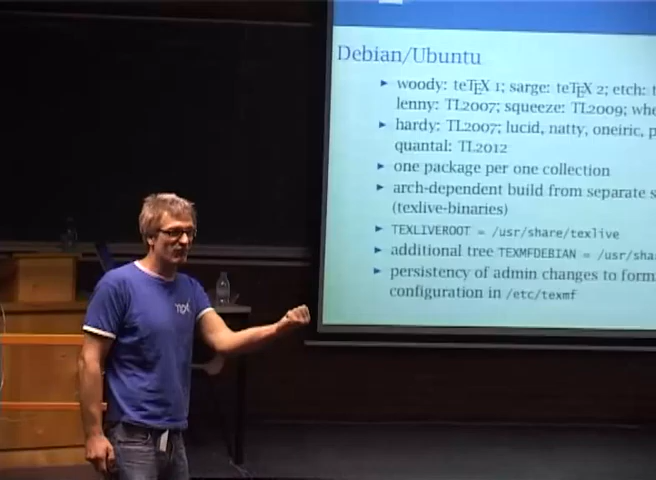 Debian/Ubuntu
▸ woody: teTEX 1; sarge: teTEX 2; etch:
lenny: TL2007; squeeze: TL2009;
▸ hardy: TL2007; lucid, natty, oneiric,
quantal: TL2012
▸ one package per one collection
▸ arch-dependent build from separate
(texlive-binaries)
▸ TEXLIVEROOT = /usr/share/texlive
▸ additional tree TEXMFDEBIAN =
▸ persistency of admin changes to
configuration in /etc/texmf